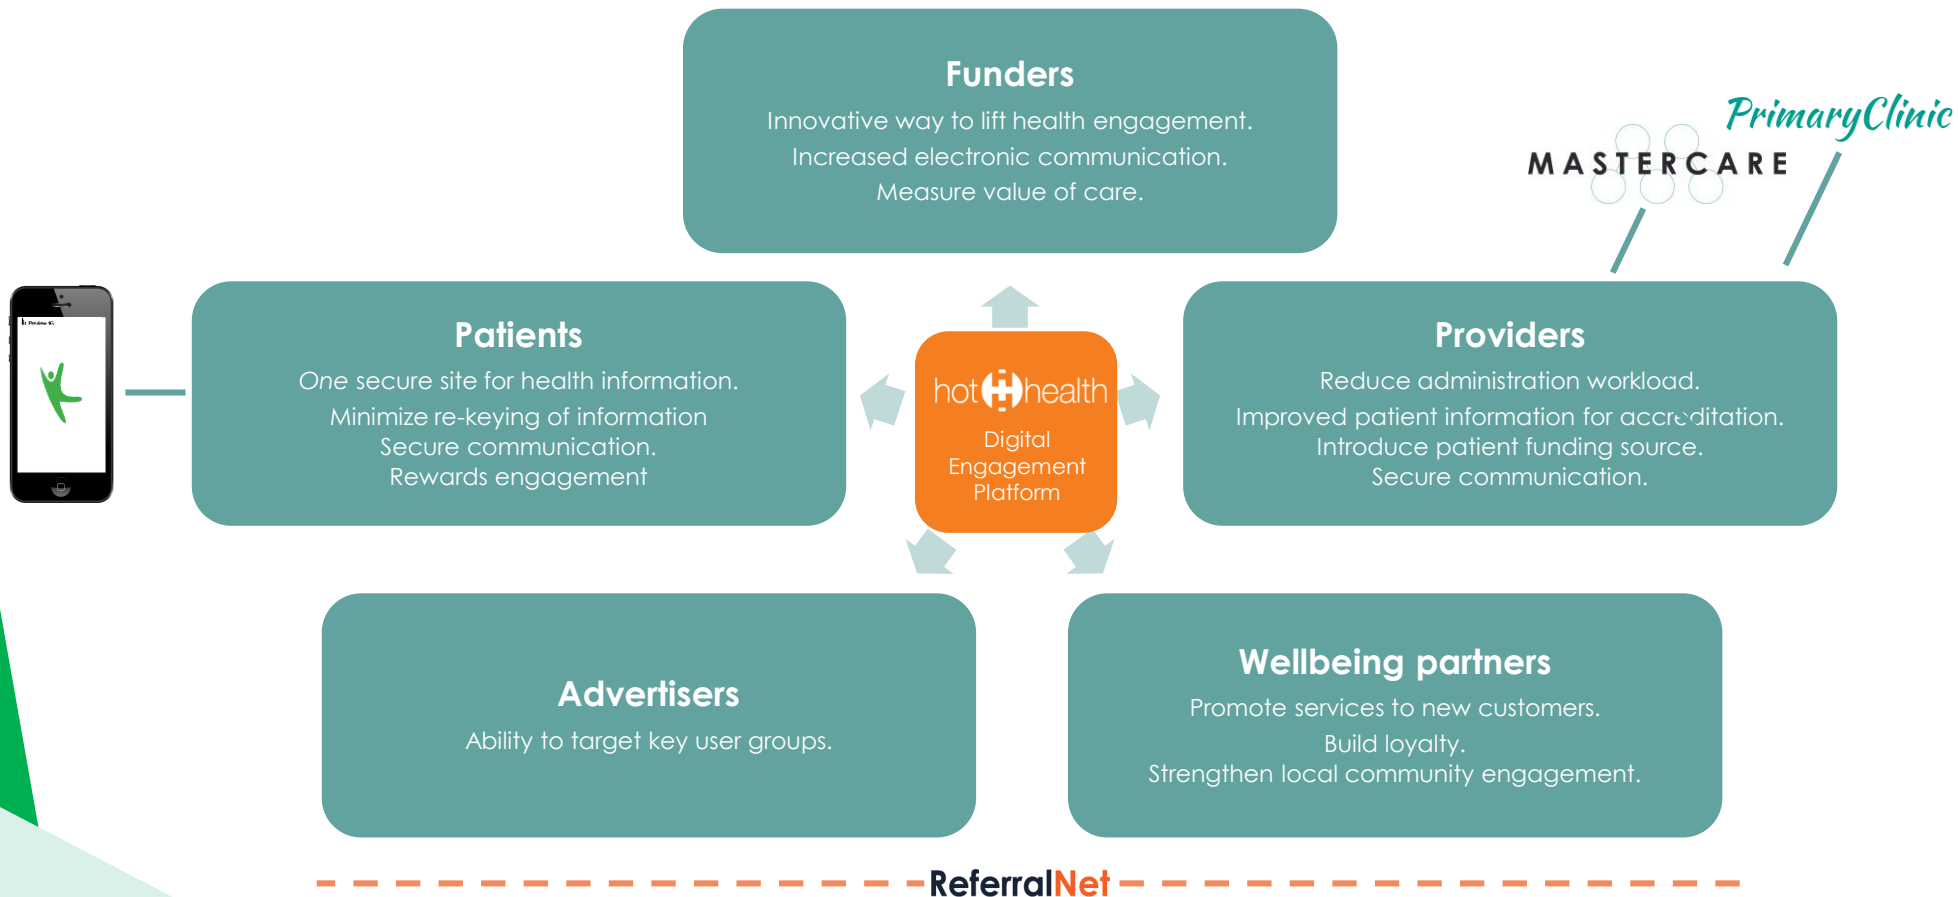 Funders
Innovative way to lift health engagement.
Increased electronic communication.
Measure value of care.
PrimaryClinic
MASTERCARE
Patients
One secure site for health information.
Minimize re-keying of information
Secure communication.
Rewards engagement
hot health
Digital
Engagement
Platform
Providers
Reduce administration workload.
Improved patient information for accreditation.
Introduce patient funding source.
Secure communication.
Advertisers
Ability to target key user groups.
Wellbeing partners
Promote services to new customers.
Build loyalty.
Strengthen local community engagement.
ReferralNet